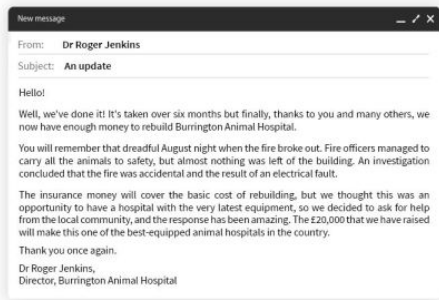 New message
From: Dr Roger Jenkins
Subject: An update
Hello!
Well, we've done it! It's taken over six months but finally, thanks to you and many others, we
now have enough money to rebuild Burrington Animal Hospital.
You will remember that dreadful August night when the fire broke out. Fire officers managed to
carry all the animals to safety, but almost nothing was left of the building. An investigation
concluded that the fire was accidental and the result of an electrical fault.
The insurance money will cover the basic cost of rebuilding, but we thought this was an
opportunity to have a hospital with the very latest equipment, so we decided to ask for help
from the local community, and the response has been amazing. The £20,000 that we have raised
will make this one of the best-equipped animal hospitals in the country.
Thank you once again.
Dr Roger Jenkins,
Director, Burrington Animal Hospital